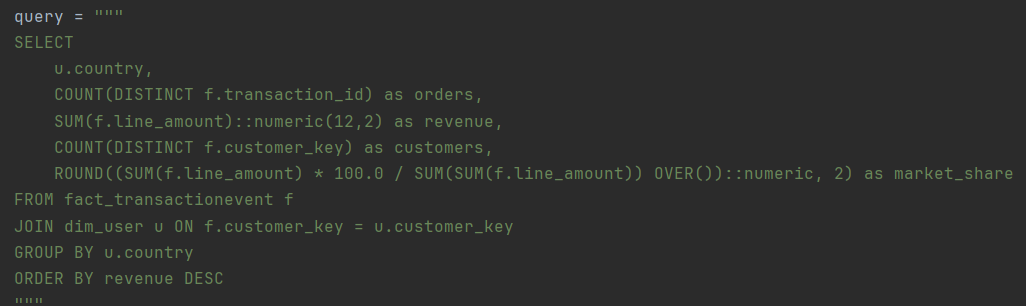 query = """
SELECT
    u.country,
    COUNT(DISTINCT f.transaction_id) as orders,
    SUM(f.line_amount)::numeric(12,2) as revenue,
    COUNT(DISTINCT f.customer_key) as customers,
    ROUND((SUM(f.line_amount) * 100.0 / SUM(SUM(f.line_amount)) OVER())::numeric, 2) as market_share
FROM fact_transactionevent f
JOIN dim_user u ON f.customer_key = u.customer_key
GROUP BY u.country
ORDER BY revenue DESC
"""